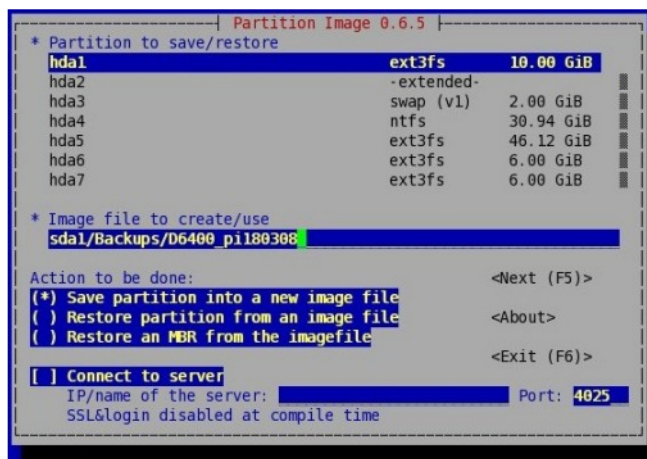 Partition Image 0.6.5
* Partition to save/restore
hda1 ext3fs 10.00 GiB
hda2 -extended-
hda3 swap (v1) 2.00 GiB
hda4 ntfs 30.94 GiB
hda5 ext3fs 46.12 GiB
hda6 ext3fs 6.00 GiB
hda7 ext3fs 6.00 GiB
* Image file to create/use
sda1/Backups/D6400_pi180308
Action to be done: <Next (F5)>
(*) Save partition into a new image file
( ) Restore partition from an image file <About>
( ) Restore an MBR from the imagefile
<Exit (F6)>
[ ] Connect to server
IP/name of the server: Port: 4025
SSL&login disabled at compile time